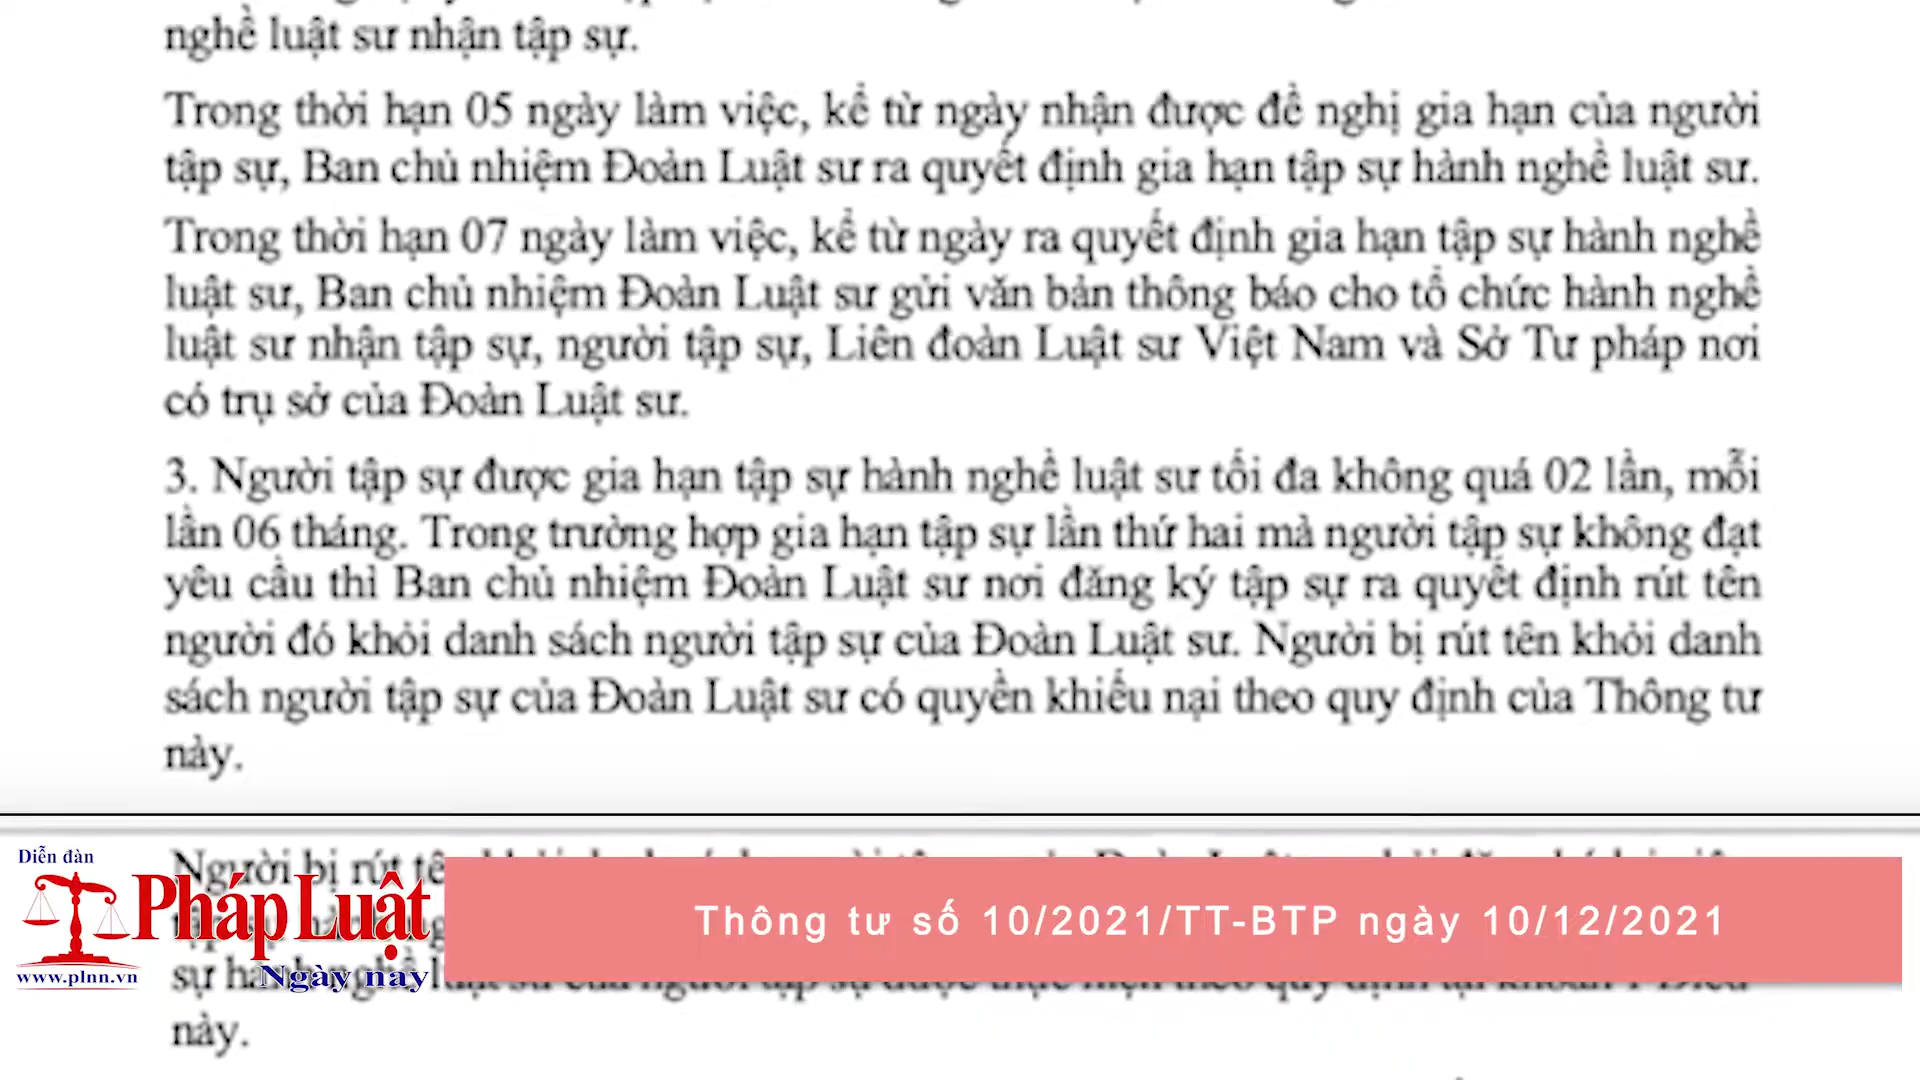 nghề luật sư nhận tập sự.
Trong thời hạn 05 ngày làm việc, kể từ ngày nhận được đề nghị gia hạn của người
tập sự, Ban chủ nhiệm Đoàn Luật sư ra quyết định gia hạn tập sự hành nghề luật sư.
Trong thời hạn 07 ngày làm việc, kể từ ngày ra quyết định gia hạn tập sự hành nghề
luật sư, Ban chủ nhiệm Đoàn Luật sư gửi văn bản thông báo cho tổ chức hành nghề
luật sư nhận tập sự, người tập sự, Liên đoàn Luật sư Việt Nam và Sở Tư pháp nơi
có trụ sở của Đoàn Luật sư.
3. Người tập sự được gia hạn tập sự hành nghề luật sư tối đa không quá 02 lần, mỗi
lần 06 tháng. Trong trường hợp gia hạn tập sự lần thứ hai mà người tập sự không đạt
yêu cầu thì Ban chủ nhiệm Đoàn Luật sư nơi đăng ký tập sự ra quyết định rút tên
người đó khỏi danh sách người tập sự của Đoàn Luật sư. Người bị rút tên khỏi danh
sách người tập sự của Đoàn Luật sư có quyền khiếu nại theo quy định của Thông tư
này.
Người bị rút
Diễn đàn
Pháp Luật
Ngày nay
www.plnn.vn
Thông tư số 10/2021/TT-BTP ngày 10/12/2021
này.